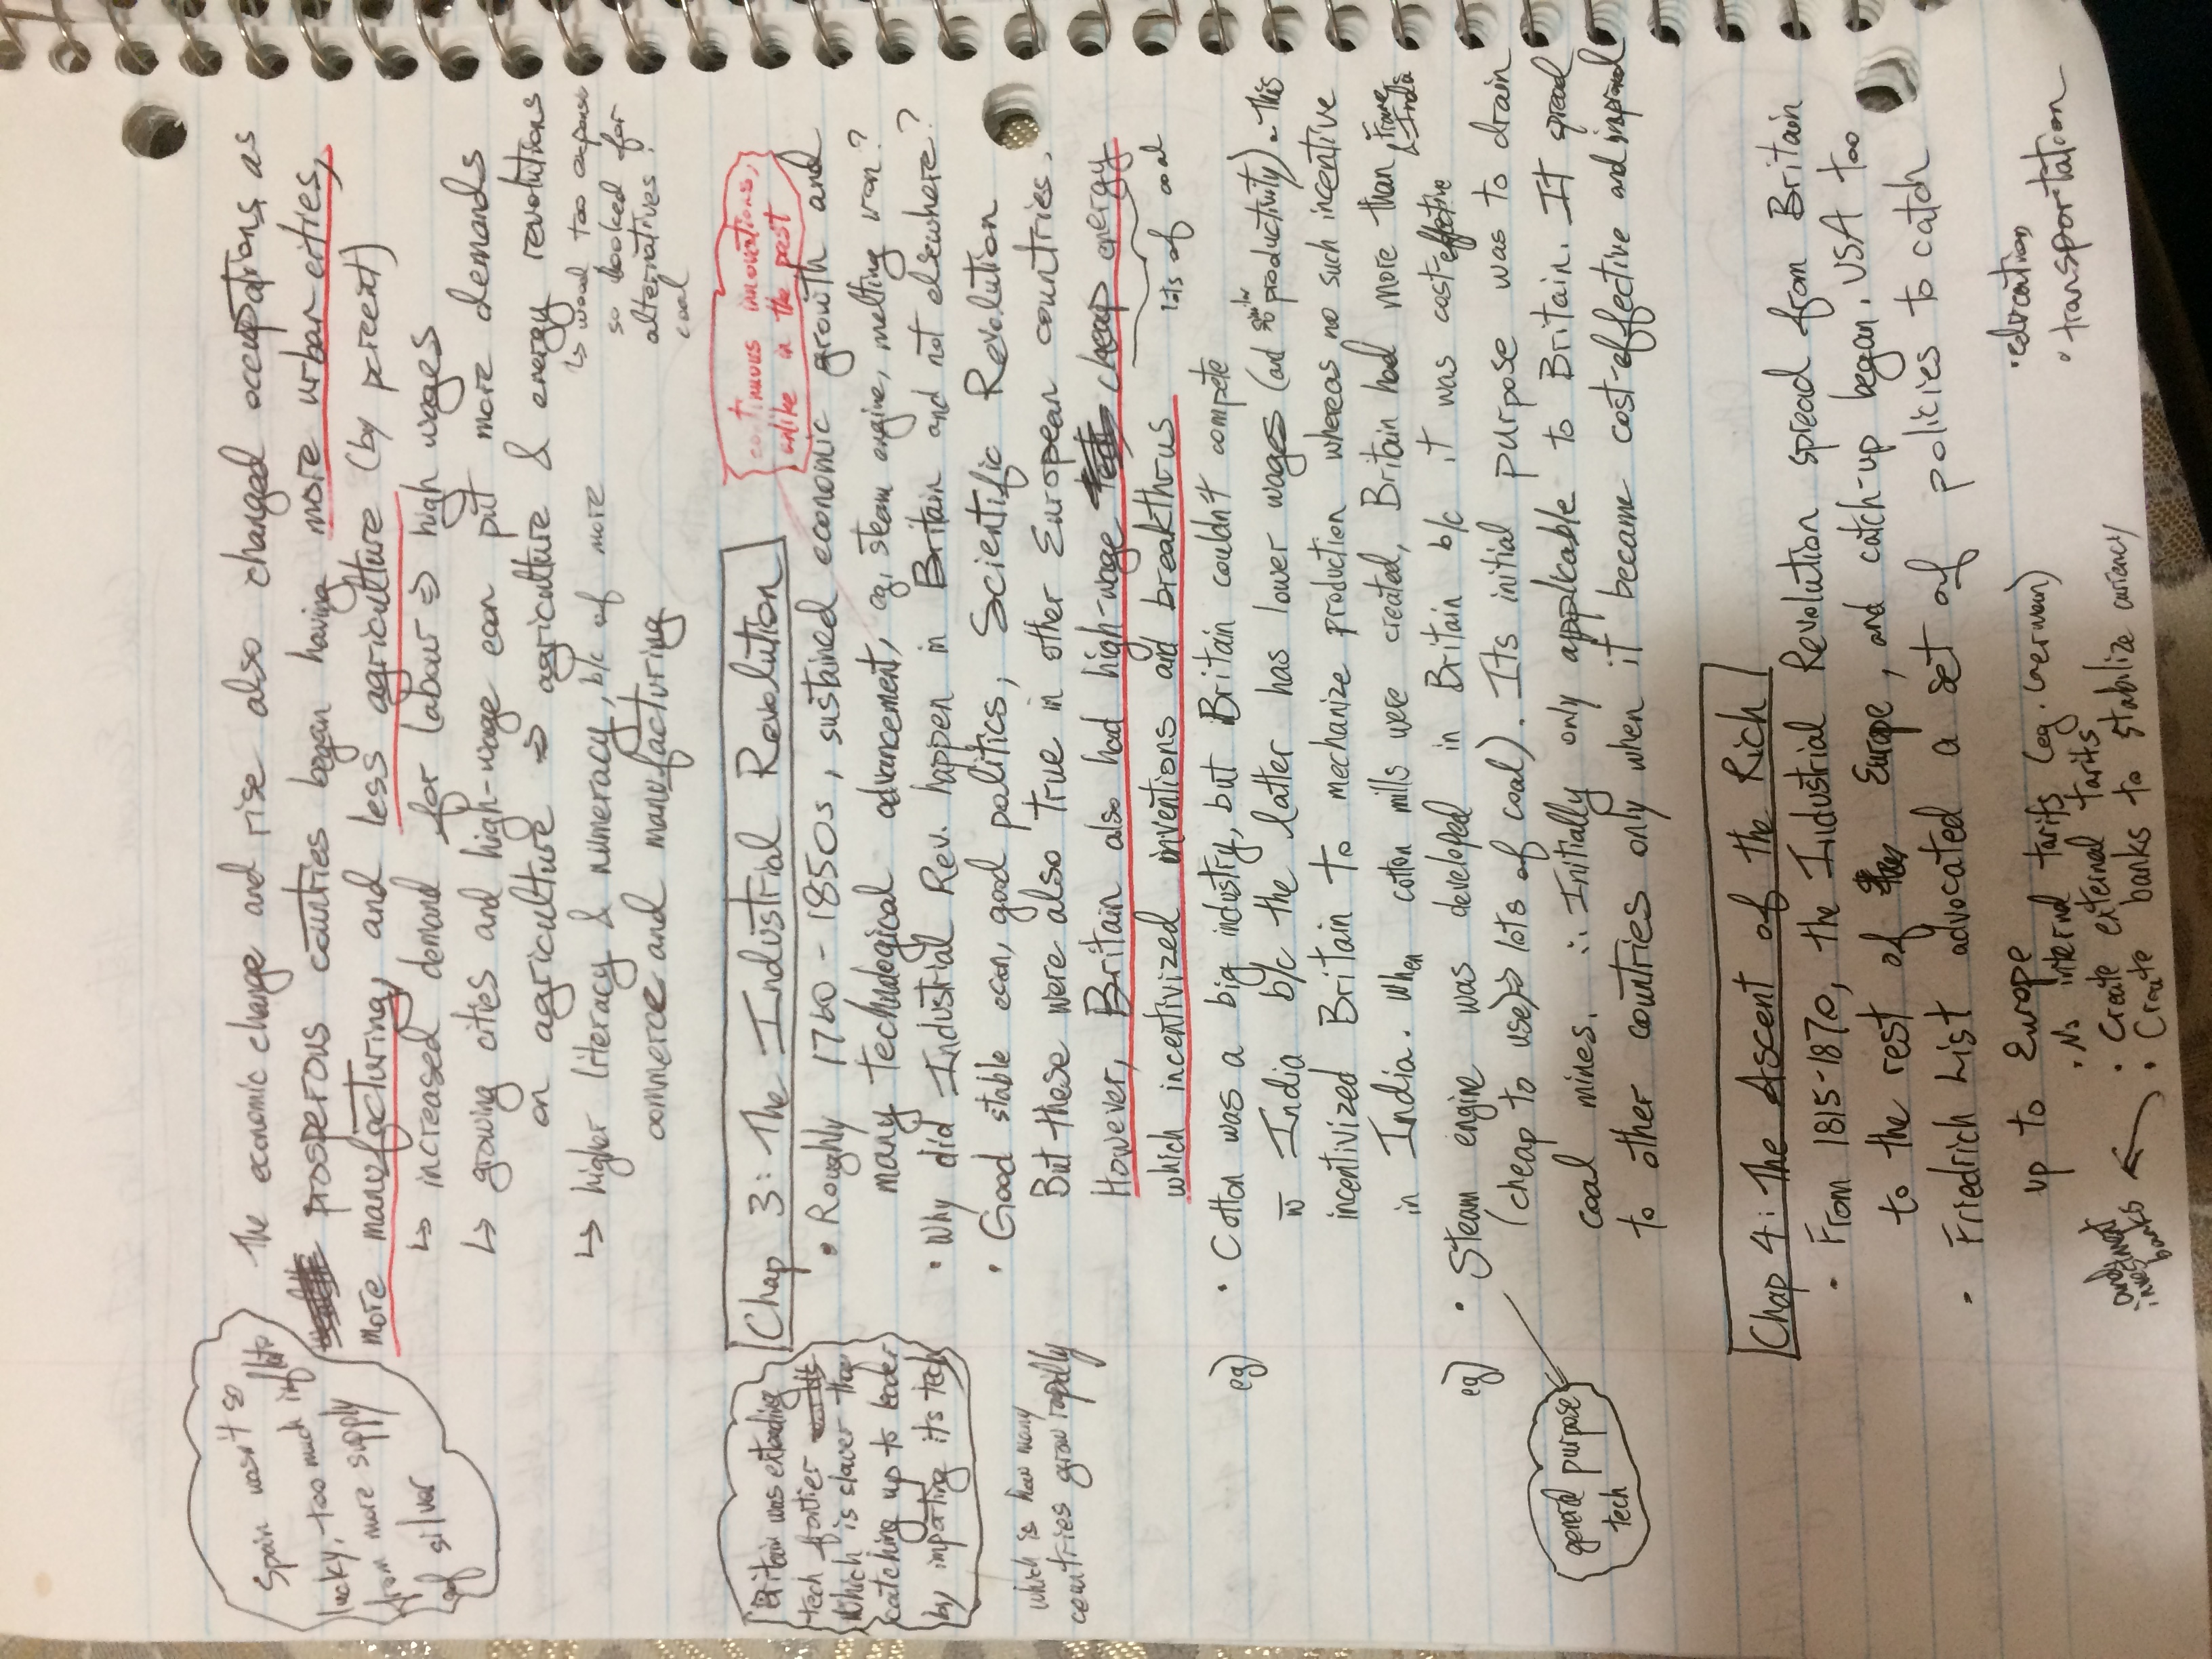 Spain wasn't so
lucky, too much inflatio
from more supply
of silver
The economic change and rise also changed occupations, as
prosperous countries began having more urban cities,
more manufacturing, and less agriculture (by percent)
↳ increased demand for labour => high wages
↳ growing cities and high-wage econ put more demands
on agriculture => agriculture & energy revolutions
↳ wood too expensi
so looked for
alternatives:
coal
↳ higher literacy & numeracy, b/c of more
commerce and manufacturing
Chap 3: The Industrial Revolution
continuous innovations,
unlike in the past
Britain was extending
tech fontier
which is slower than
catching up to leader
by importing its tech
which is how many
countries grow rapidly
• Roughly 1760 - 1850s, sustained economic growth and
many technological advancement, eg, steam engine, melting iron?
• Why did Industrial Rev. happen in Britain and not elsewhere?
• Good stable econ, good politics, Scientific Revolution
But these were also true in other European countries.
However, Britain also had high-wage cheap energy
lots of coal
which incentivized inventions and breakthrus
eg) • Cotton was a big industry, but Britain couldn't compete
w̄ India b/c the latter has lower wages (and similar productivity). This
incentivized Britain to mechanize production whereas no such incentive
in India. When cotton mills were created, Britain had more than France & India
eg) • Steam engine was developed in Britain b/c it was cost-effective
(cheap to use)=> lots of coal). Its initial purpose was to drain
coal mines. ∴ Initially only applicable to Britain. It spread
to other countries only when it became cost-effective and improved
general purpose
tech
Chap 4: The Ascent of the Rich
• From 1815-1870, the Industrial Revolution spread from Britain
to the rest of Europe, and catch-up began. USA too
• Friedrich List advocated a set of policies to catch
up to Europe
• No internal tarifs (eg. German)
• Create external tarifs
• Create banks to stabilize currency
and
investment
banks
• education
• transportation